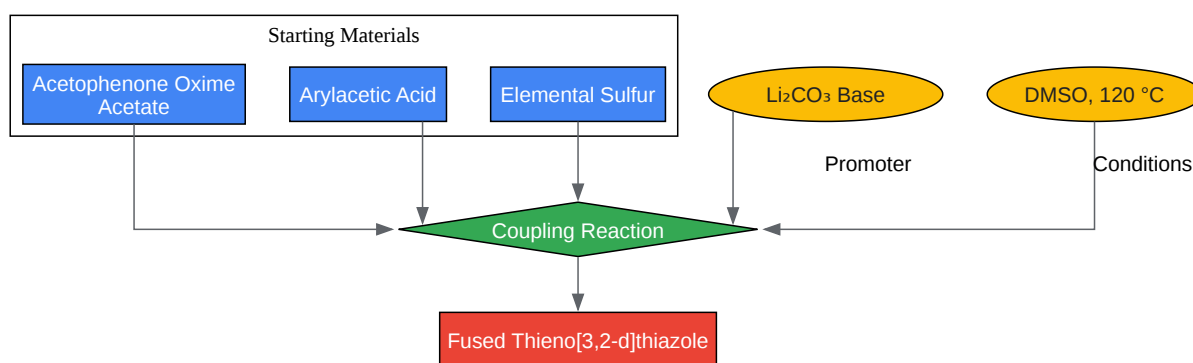 Starting Materials
Acetophenone Oxime
Acetate
Arylacetic Acid
Elemental Sulfur
Li₂CO₃ Base
DMSO, 120 °C
Promoter
Conditions
Coupling Reaction
Fused Thieno[3,2-d]thiazole